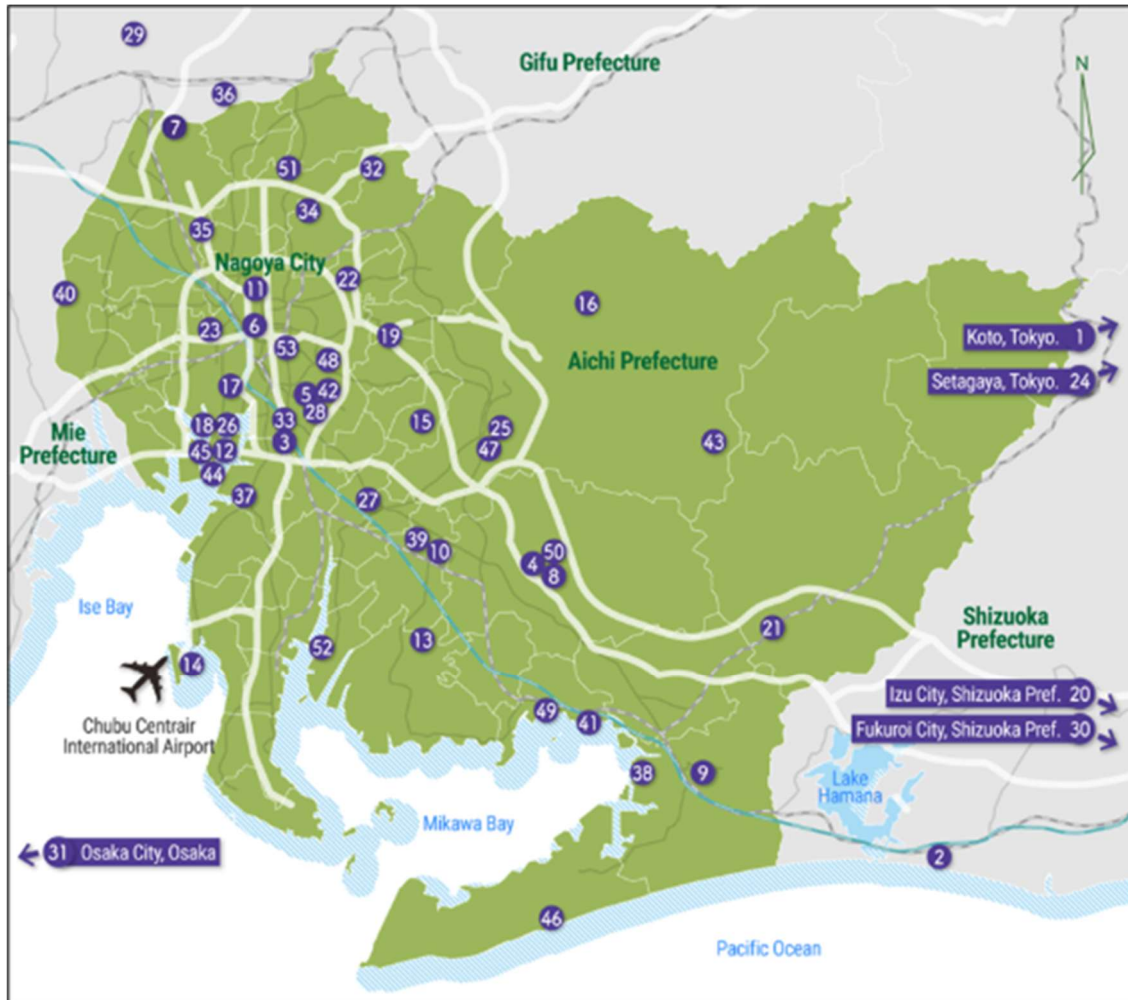 29
Gifu Prefecture
N
36
7
51
32
34
35
Nagoya City
22
40
11
16
23
6
19
Koto, Tokyo. 1
53
48
Aichi Prefecture
Setagaya, Tokyo. 24
17
5
42
28
18
26
33
15
25
Mie
Prefecture
3
43
45
12
47
44
37
27
39
10
50
4
8
Ise Bay
Shizuoka
Prefecture
13
21
52
14
Chubu Centrair
International Airport
Izu City, Shizuoka Pref. 20
49
41
Fukuroi City, Shizuoka Pref. 30
38
9
Lake
Hamana
Mikawa Bay
31 Osaka City, Osaka
2
46
Pacific Ocean